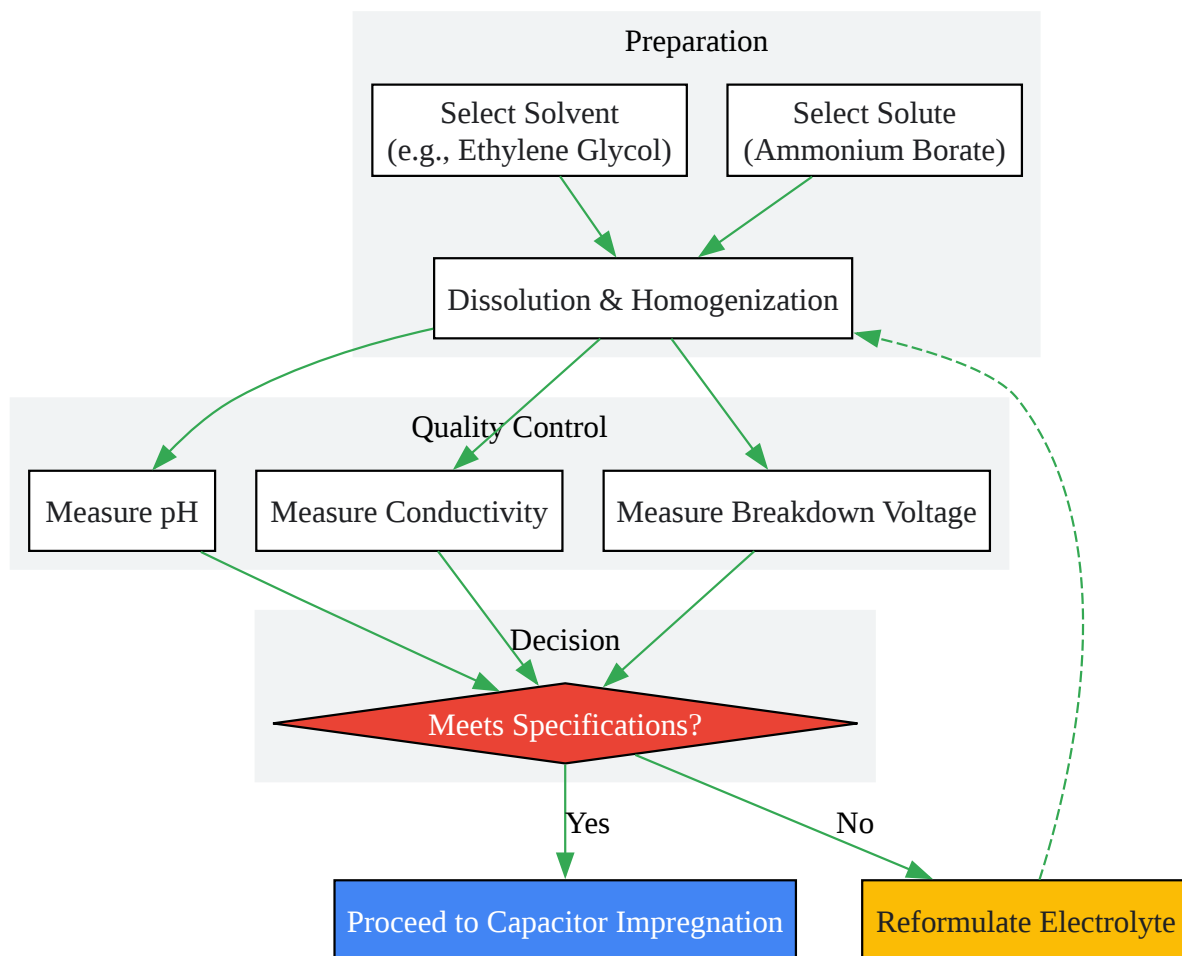 Preparation
Select Solvent
(e.g., Ethylene Glycol)
Select Solute
(Ammonium Borate)
Dissolution & Homogenization
Quality Control
Measure pH
Measure Conductivity
Measure Breakdown Voltage
Decision
Meets Specifications?
Yes
No
Proceed to Capacitor Impregnation
Reformulate Electrolyte